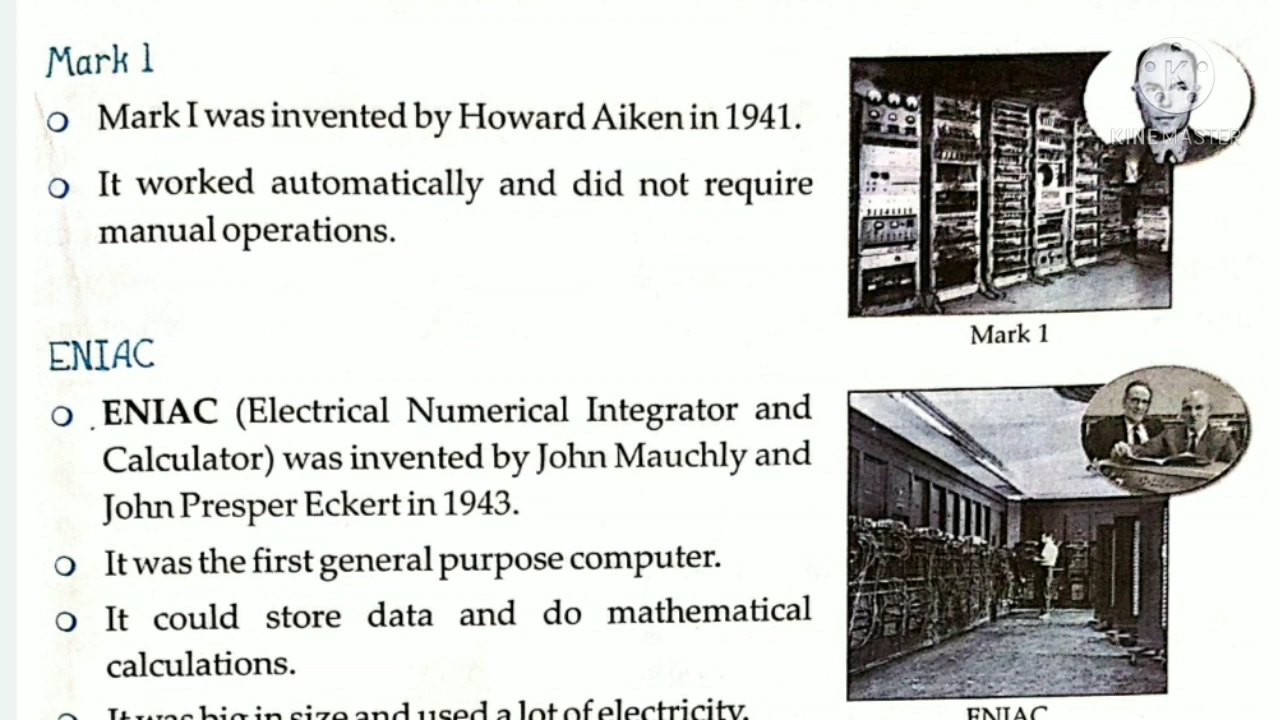 Mark 1
Mark I was invented by Howard Aiken in 1941.
It worked automatically and did not require
manual operations.
Mark 1
ENIAC
ENIAC (Electrical Numerical Integrator and
Calculator) was invented by John Mauchly and
John Presper Eckert in 1943.
It was the first general purpose computer.
It could store data and do mathematical
calculations.
It was big in size and used a lot of electricity.
ENIAC
K
KINEMASTER